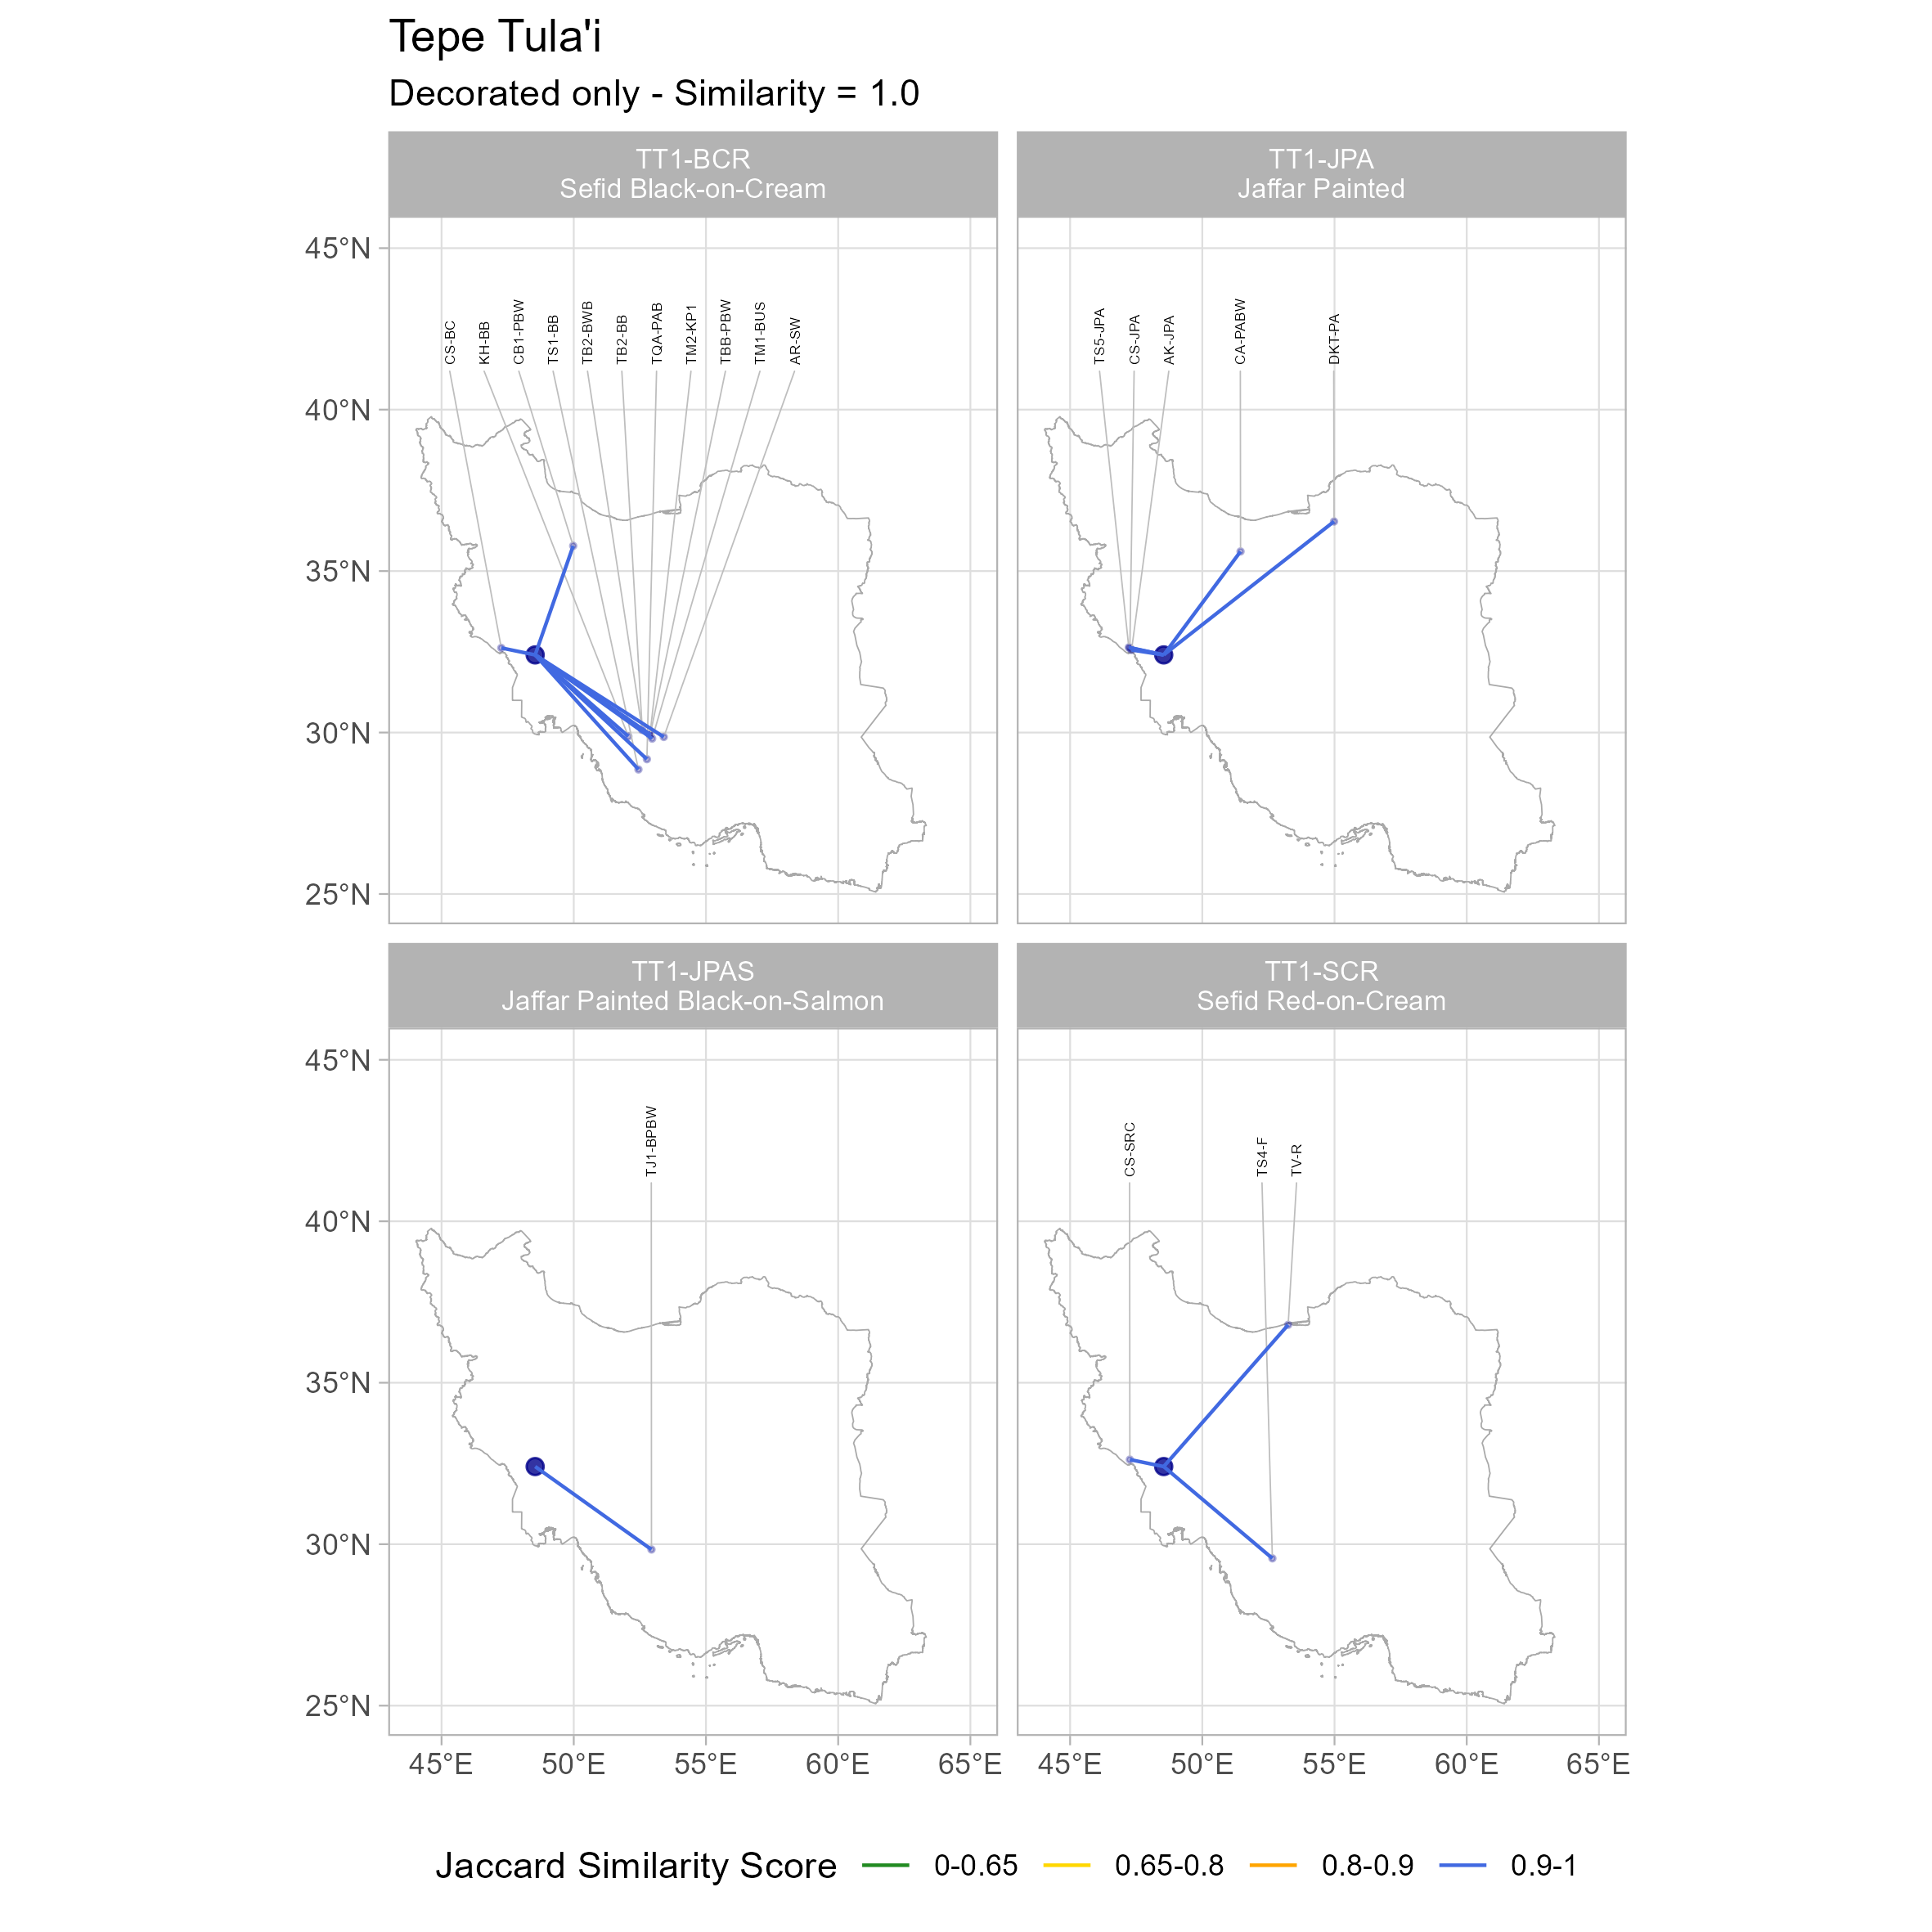 Tepe Tula'i
Decorated only - Similarity = 1.0
TT1-BCR
Sefid Black-on-Cream
TT1-JPA
Jaffar Painted
45°N
40°N
35°N
30°N
25°N
CS-BC
KH-BB
CB1-PBW
TS1-BB
TB2-BWB
TB2-BB
TQA-PAB
TM2-KP1
TBB-PBW
TM1-BUS
AR-SW
TS5-JPA
CS-JPA
AK-JPA
CA-PABW
DKT-PA
TT1-JPAS
Jaffar Painted Black-on-Salmon
TT1-SCR
Sefid Red-on-Cream
45°N
40°N
35°N
30°N
25°N
TJ1-BPBW
CS-SRC
TS4-F
TV-R
45°E 50°E 55°E 60°E 65°E
45°E 50°E 55°E 60°E 65°E
Jaccard Similarity Score 0-0.65 0.65-0.8 0.8-0.9 0.9-1